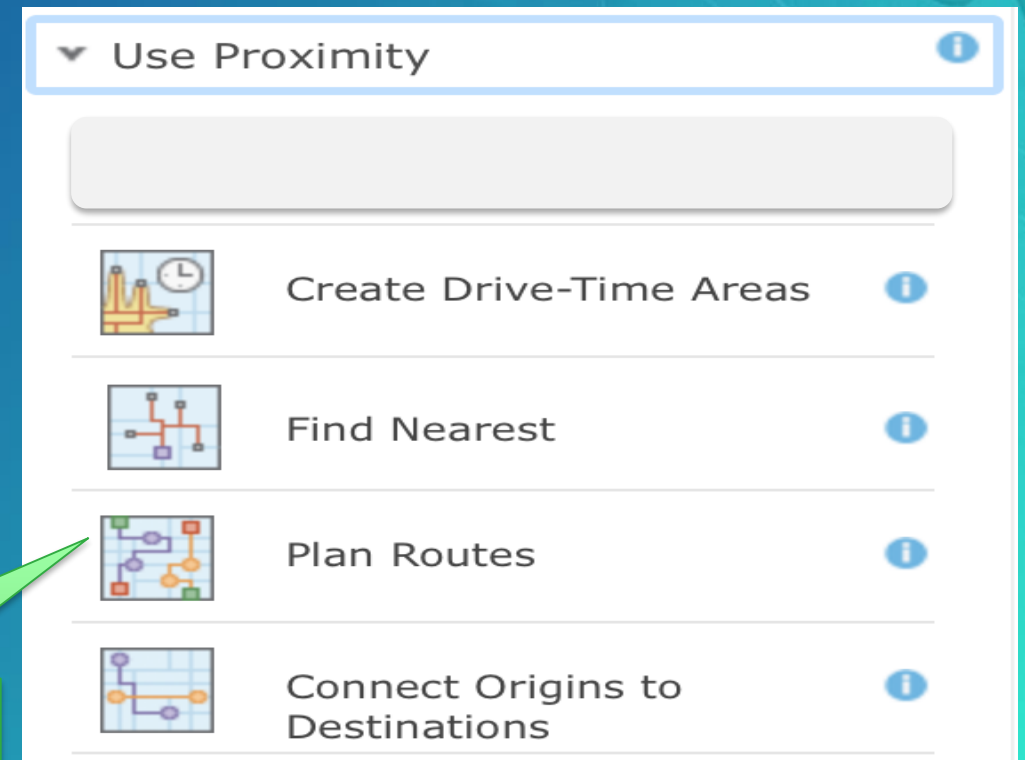 Use Proximity
Create Drive-Time Areas
Find Nearest
Plan Routes
Connect Origins to
Destinations